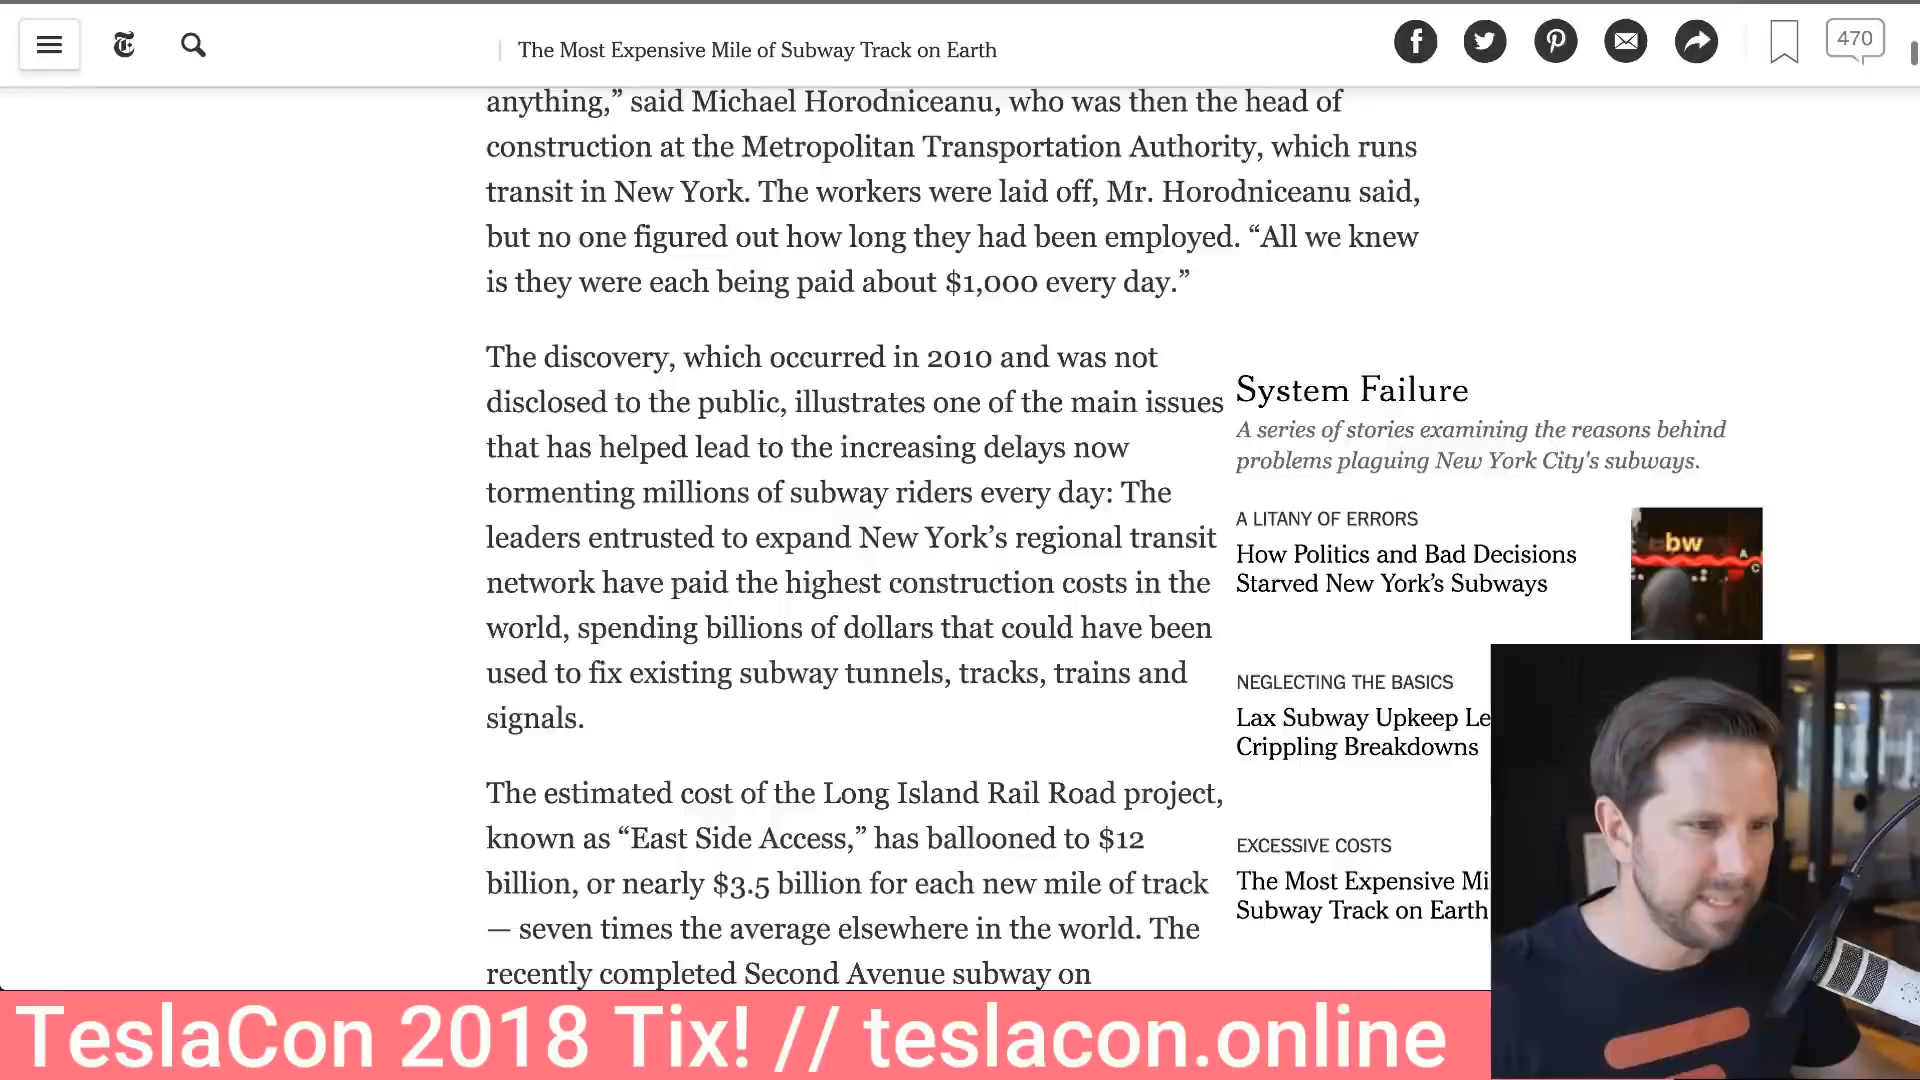 The Most Expensive Mile of Subway Track on Earth
470
anything,” said Michael Horodniceanu, who was then the head of
construction at the Metropolitan Transportation Authority, which runs
transit in New York. The workers were laid off, Mr. Horodniceanu said,
but no one figured out how long they had been employed. “All we knew
is they were each being paid about $1,000 every day.”
The discovery, which occurred in 2010 and was not
disclosed to the public, illustrates one of the main issues
that has helped lead to the increasing delays now
tormenting millions of subway riders every day: The
leaders entrusted to expand New York’s regional transit
network have paid the highest construction costs in the
world, spending billions of dollars that could have been
used to fix existing subway tunnels, tracks, trains and
signals.
The estimated cost of the Long Island Rail Road project,
known as “East Side Access,” has ballooned to $12
billion, or nearly $3.5 billion for each new mile of track
— seven times the average elsewhere in the world. The
recently completed Second Avenue subway on
System Failure
A series of stories examining the reasons behind
problems plaguing New York City's subways.
A LITANY OF ERRORS
How Politics and Bad Decisions
Starved New York’s Subways
bw
NEGLECTING THE BASICS
Lax Subway Upkeep Le
Crippling Breakdowns
EXCESSIVE COSTS
The Most Expensive Mi
Subway Track on Earth
TeslaCon 2018 Tix! // teslacon.online